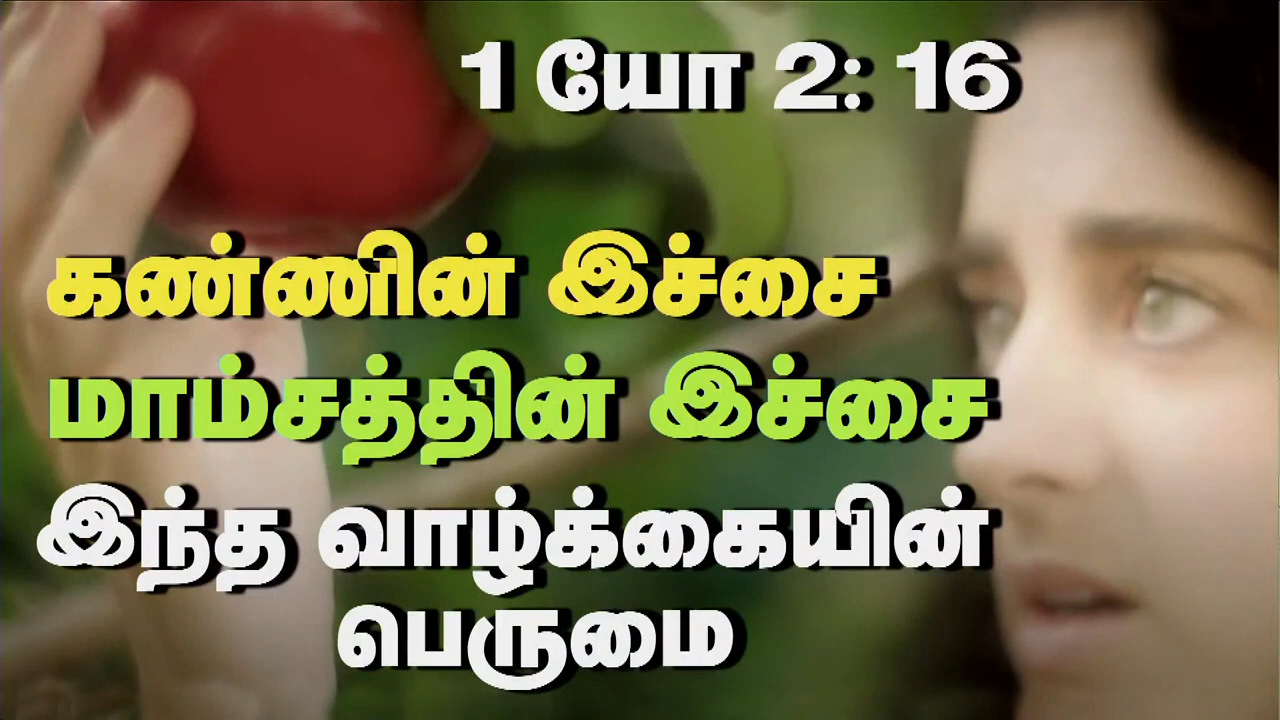 1 யோ 2: 16
கண்ணின் இச்சை
மாம்சத்தின் இச்சை
இந்த வாழ்க்கையின்
பெருமை